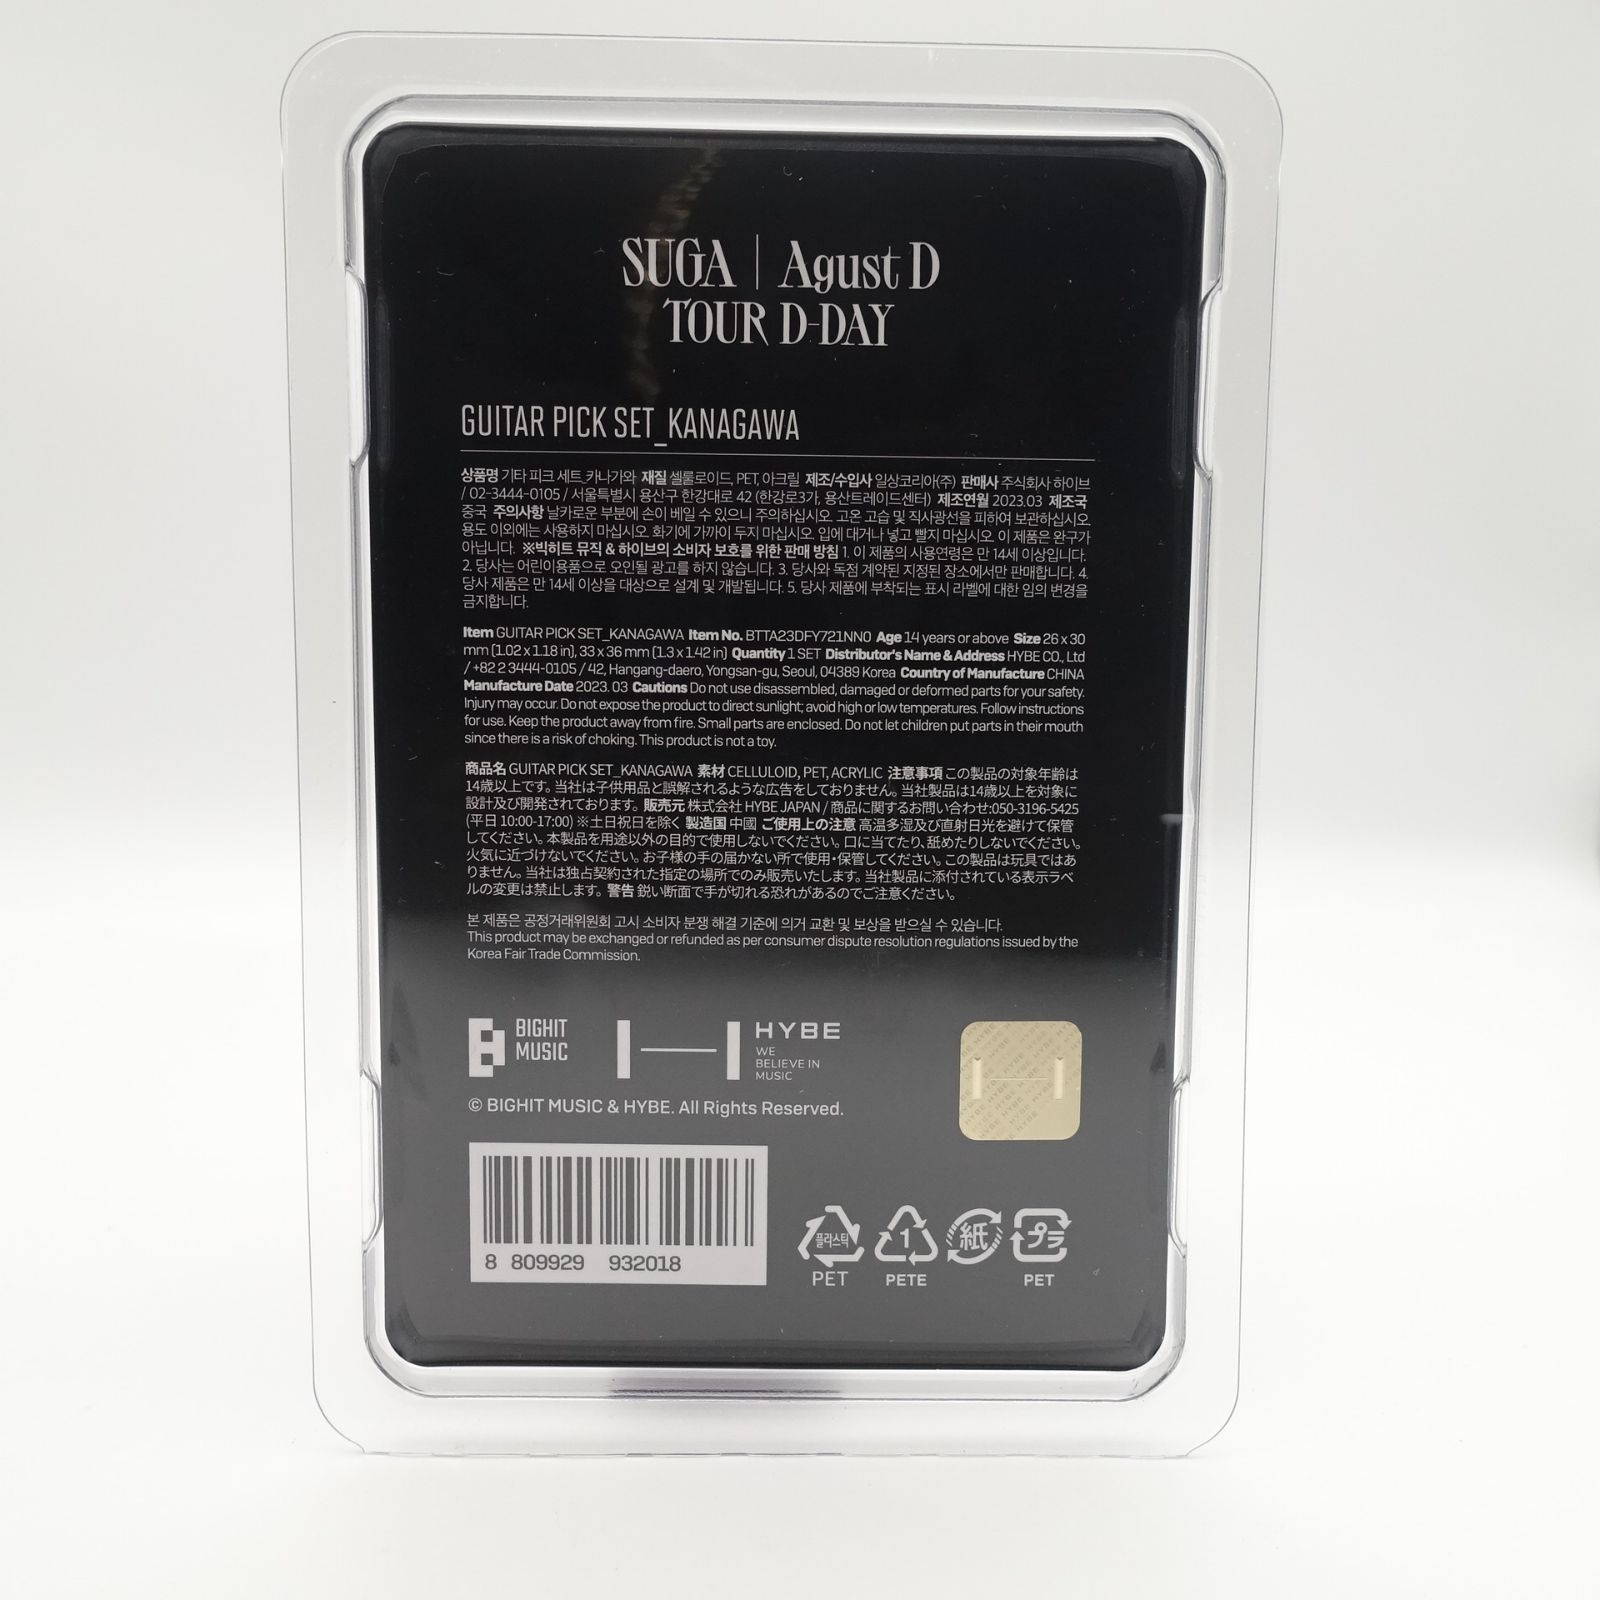 SUGA | Agust D
TOUR D-DAY
GUITAR PICK SET_KANAGAWA
상품명 기타 피크 세트_카나가와 재질 셀룰로이드, PET, 아크릴 제조/수입사 일상코리아(주) 판매사 주식회사 하이브
/ 02-3444-0105 / 서울특별시 용산구 한강대로 42 (한강로3가, 용산트레이드센터) 제조연월 2023.03 제조국
중국 주의사항 날카로운 부분에 손이 베일 수 있으니 주의하십시오. 고온 고습 및 직사광선을 피하여 보관하십시오.
용도 이외에는 사용하지 마십시오. 화기에 가까이 두지 마십시오. 입에 대거나 넣고 빨지 마십시오. 이 제품은 완구가
아닙니다. ※빅히트 뮤직 & 하이브의 소비자 보호를 위한 판매 방침 1. 이 제품의 사용연령은 만 14세 이상입니다.
2. 당사는 어린이용품으로 오인될 광고를 하지 않습니다. 3. 당사와 독점 계약된 지정된 장소에서만 판매합니다. 4.
당사 제품은 만 14세 이상을 대상으로 설계 및 개발됩니다. 5. 당사 제품에 부착되는 표시 라벨에 대한 임의 변경을
금지합니다.
Item GUITAR PICK SET_KANAGAWA Item No. BTTA23DFY721NN0 Age 14 years or above Size 26 x 30
mm (1.02 x 1.18 in), 33 x 36 mm (1.3 x 1.42 in) Quantity 1 SET Distributor's Name & Address HYBE CO., Ltd
/ +82 2 3444-0105 / 42, Hangang-daero, Yongsan-gu, Seoul, 04389 Korea Country of Manufacture CHINA
Manufacture Date 2023. 03 Cautions Do not use disassembled, damaged or deformed parts for your safety.
Injury may occur. Do not expose the product to direct sunlight; avoid high or low temperatures. Follow instructions
for use. Keep the product away from fire. Small parts are enclosed. Do not let children put parts in their mouth
since there is a risk of choking. This product is not a toy.
商品名 GUITAR PICK SET_KANAGAWA 素材 CELLULOID, PET, ACRYLIC 注意事項 この製品の対象年齢は
14歳以上です。当社は子供用品と誤解されるような広告をしておりません。当社製品は14歳以上を対象に
設計及び開発されております。販売元 株式会社 HYBE JAPAN / 商品に関するお問い合わせ:050-3196-5425
(平日 10:00-17:00) ※土日祝日を除く 製造国 中國 ご使用上の注意 高温多湿及び直射日光を避けて保管
してください。本製品を用途以外の目的で使用しないでください。口に当てたり、舐めたりしないでください。
火気に近づけないでください。お子様の手の届かない所で使用・保管してください。この製品は玩具ではあ
りません。当社は独占契約された指定の場所でのみ販売いたします。当社製品に添付されている表示ラベ
ルの変更は禁止します。警告 鋭い断面で手が切れる恐れがあるのでご注意ください。
본 제품은 공정거래위원회 고시 소비자 분쟁 해결 기준에 의거 교환 및 보상을 받으실 수 있습니다.
This product may be exchanged or refunded as per consumer dispute resolution regulations issued by the
Korea Fair Trade Commission.
BIGHIT
MUSIC
HYBE
WE
BELIEVE IN
MUSIC
© BIGHIT MUSIC & HYBE. All Rights Reserved.
8 809929 932018
플라스틱
PET
1
PETE
紙
プラ
PET